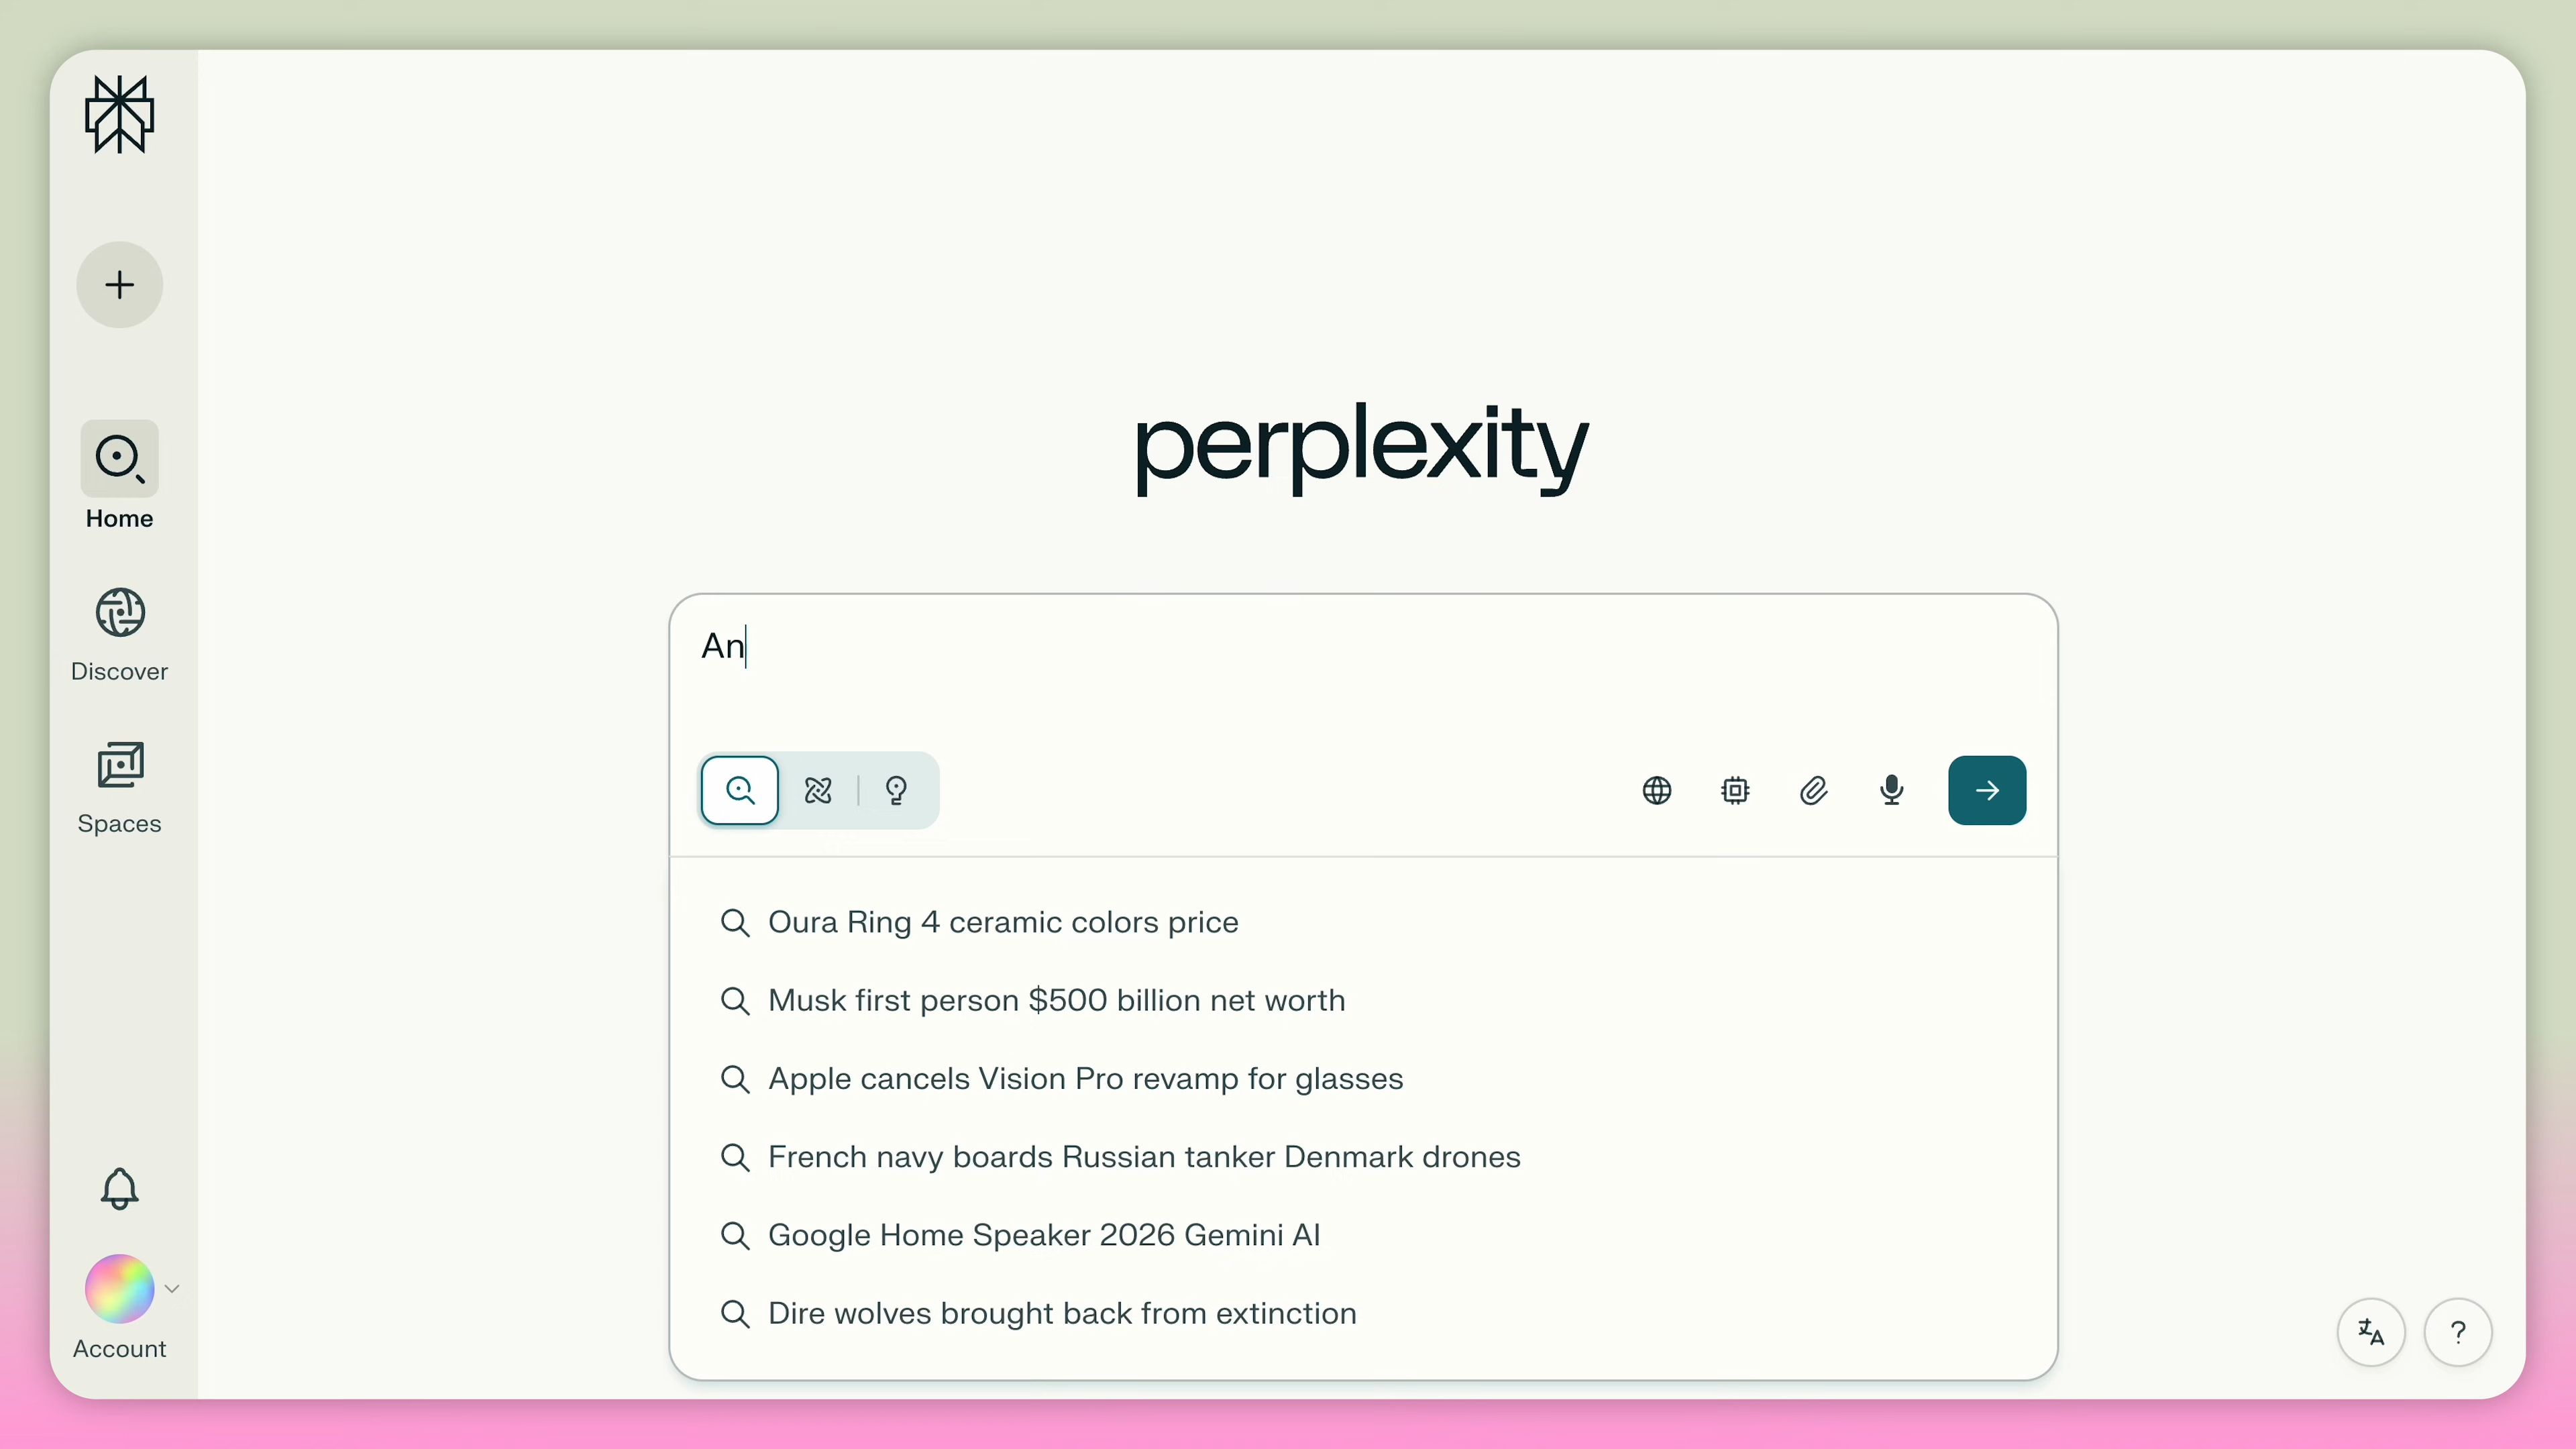 Home
Discover
Spaces
Account
perplexity
An
Oura Ring 4 ceramic colors price
Musk first person $500 billion net worth
Apple cancels Vision Pro revamp for glasses
French navy boards Russian tanker Denmark drones
Google Home Speaker 2026 Gemini AI
Dire wolves brought back from extinction
?